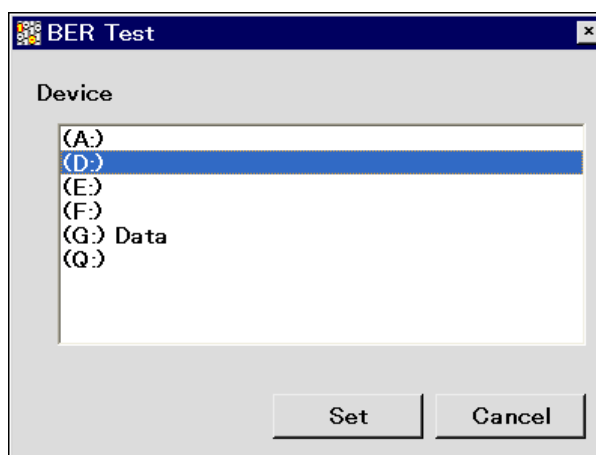 BER Test
Device
(A:)
(D:)
(E:)
(F:)
(G:) Data
(Q:)
Set Cancel